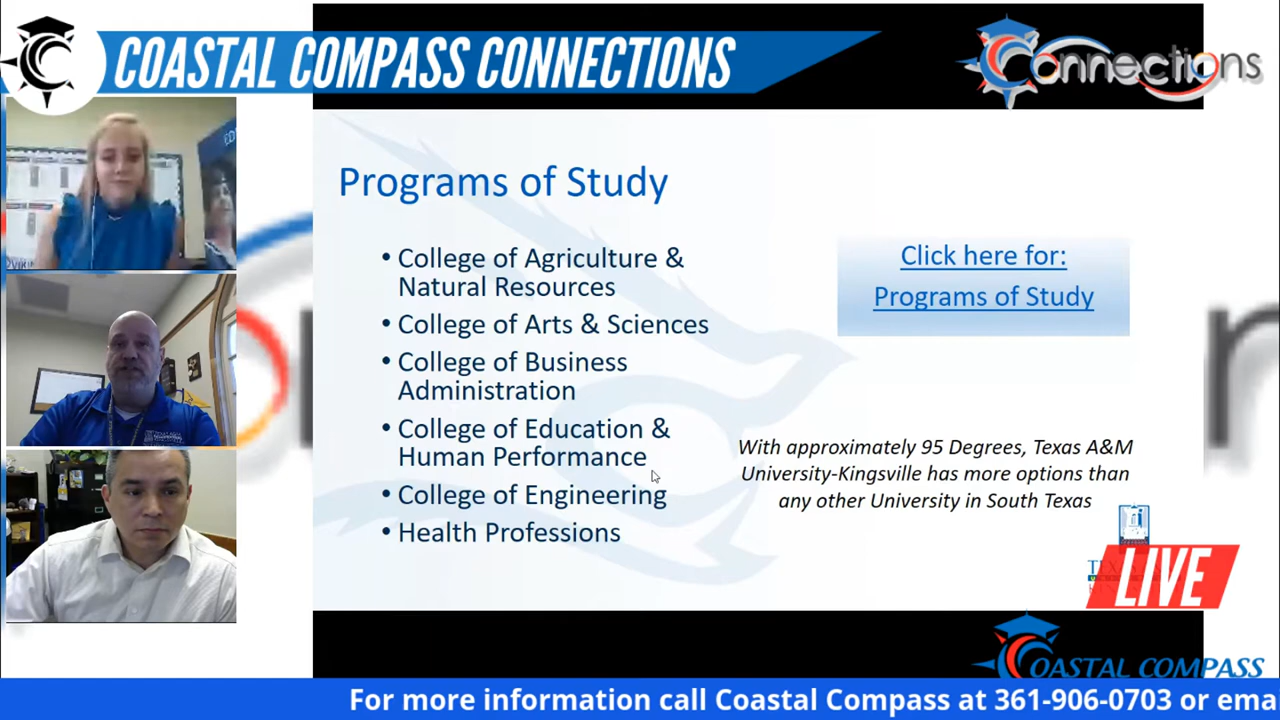 COASTAL COMPASS CONNECTIONS
Connections
Programs of Study
• College of Agriculture &
Natural Resources
• College of Arts & Sciences
• College of Business
Administration
• College of Education &
Human Performance
• College of Engineering
• Health Professions
Click here for:
Programs of Study
With approximately 95 Degrees, Texas A&M
University-Kingsville has more options than
any other University in South Texas
LIVE
COASTAL COMPASS
For more information call Coastal Compass at 361-906-0703 or ema